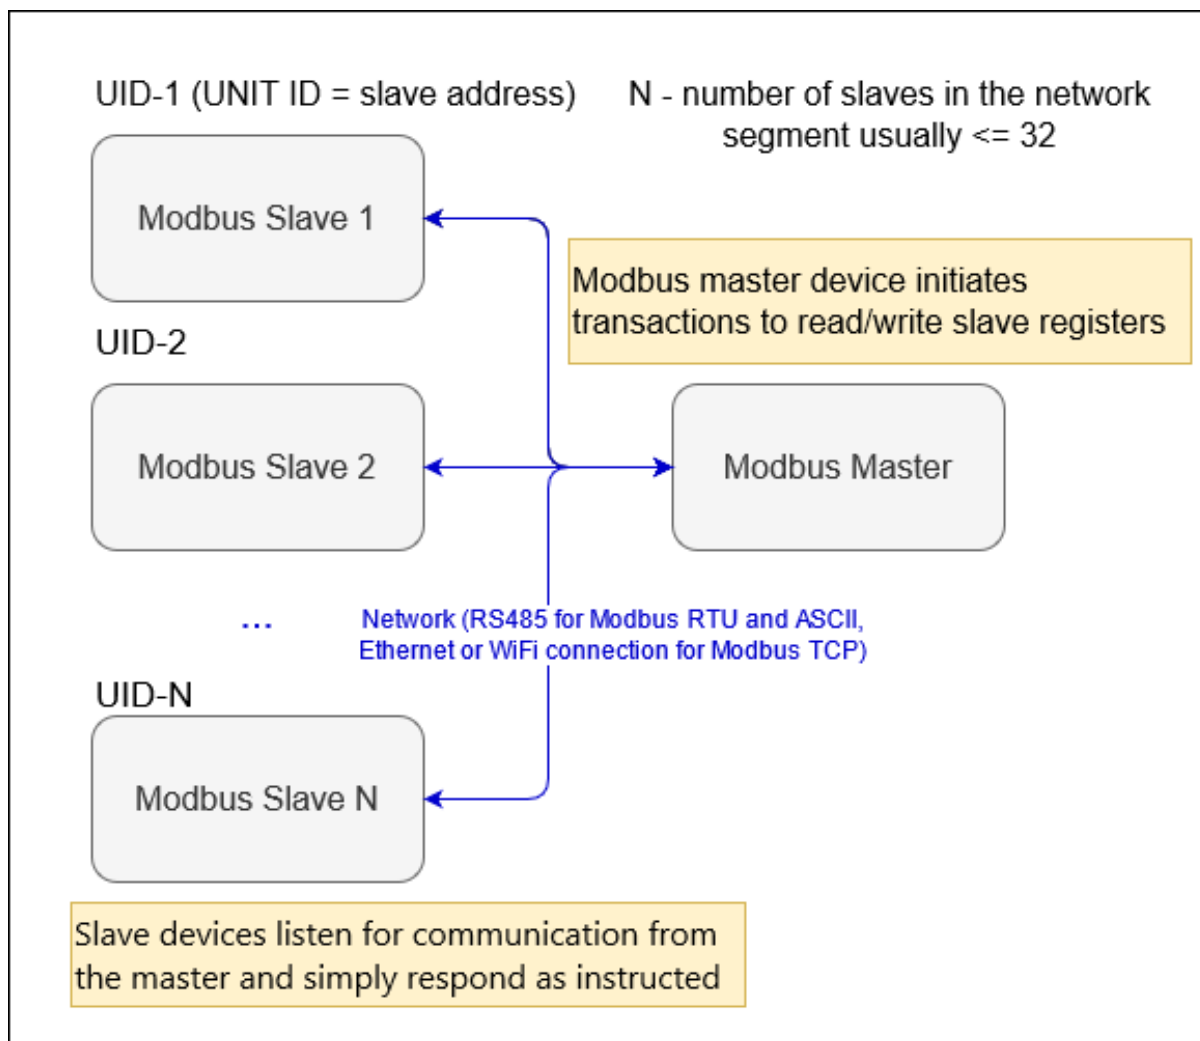 UID-1 (UNIT ID = slave address)
N - number of slaves in the network
segment usually <= 32
Modbus Slave 1
Modbus master device initiates
transactions to read/write slave registers
UID-2
Modbus Slave 2
Modbus Master
...
Network (RS485 for Modbus RTU and ASCII,
Ethernet or WiFi connection for Modbus TCP)
UID-N
Modbus Slave N
Slave devices listen for communication from
the master and simply respond as instructed